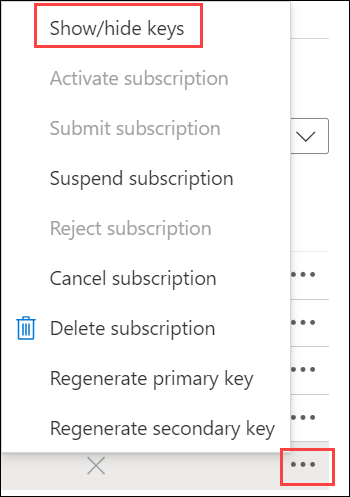 Show/hide keys
Activate subscription
Submit subscription
Suspend subscription
Reject subscription
Cancel subscription
Delete subscription
Regenerate primary key
Regenerate secondary key